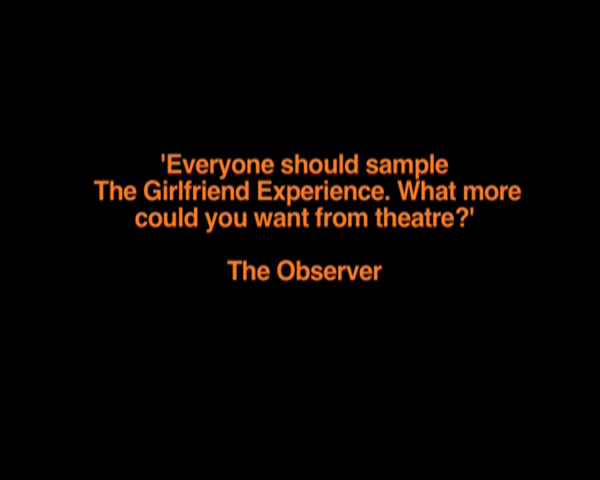 'Everyone should sample
The Girlfriend Experience. What more
could you want from theatre?'
The Observer